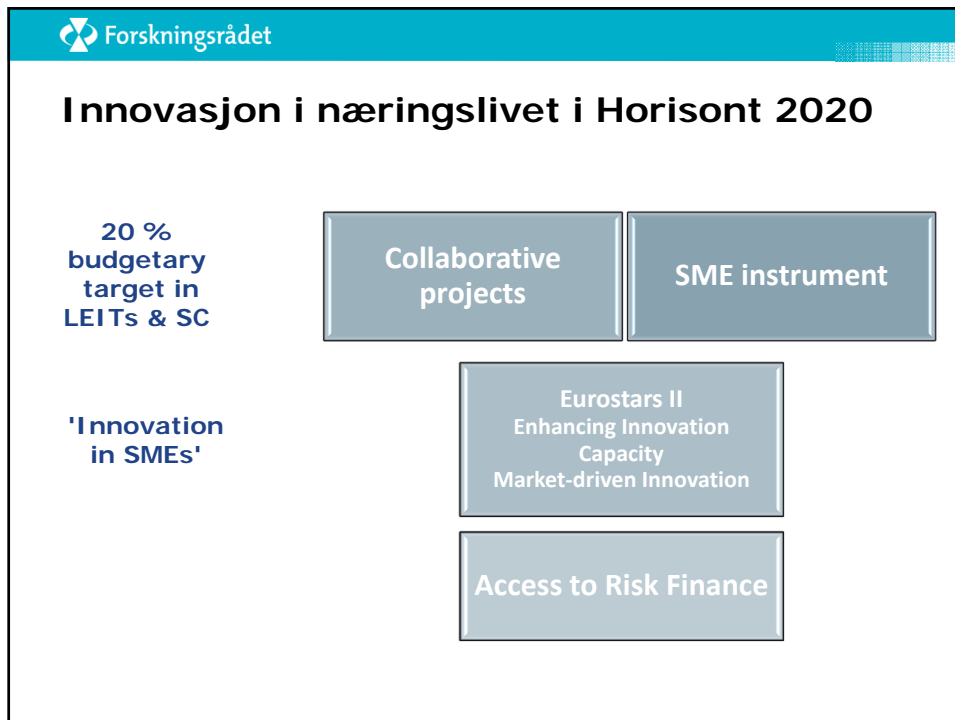 Forskningsrådet
Innovasjon i næringslivet i Horisont 2020
20 %
budgetary
target in
LEITs & SC
Collaborative
projects
SME instrument
'Innovation
in SMEs'
Eurostars II
Enhancing Innovation
Capacity
Market-driven Innovation
Access to Risk Finance